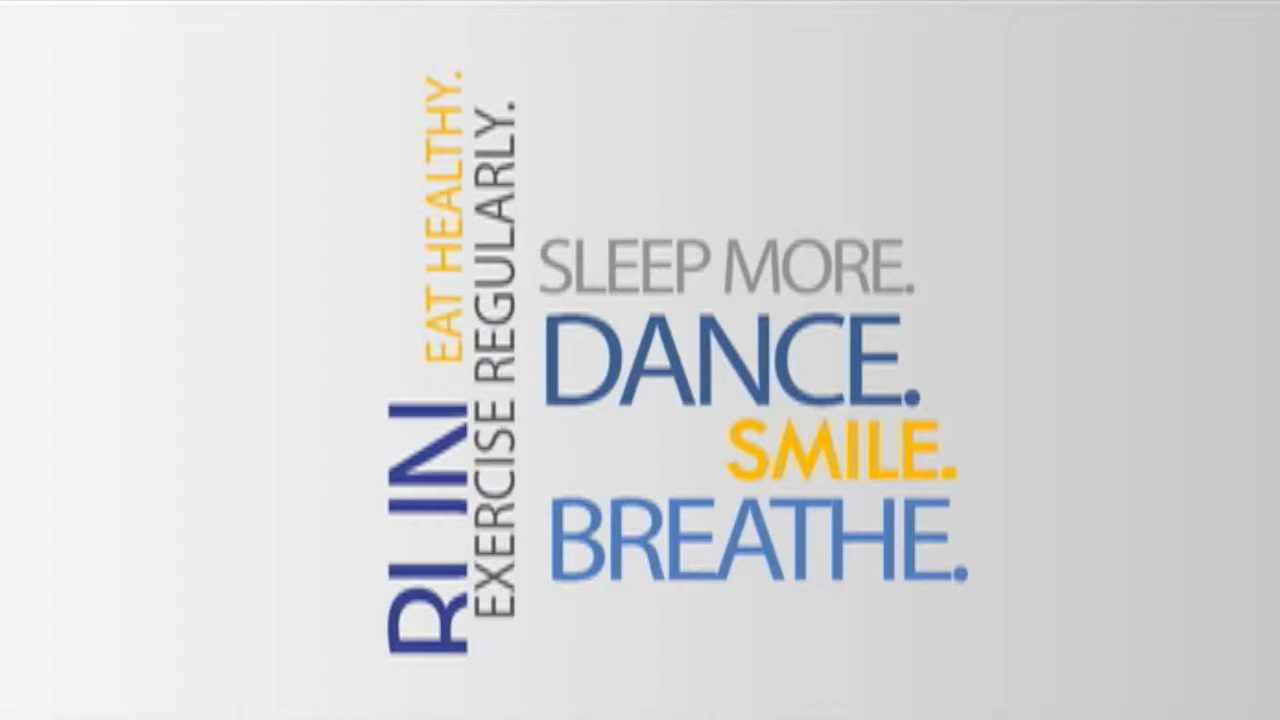 RUN
EAT HEALTHY.
EXERCISE REGULARLY.
SLEEP MORE.
DANCE.
SMILE.
BREATHE.